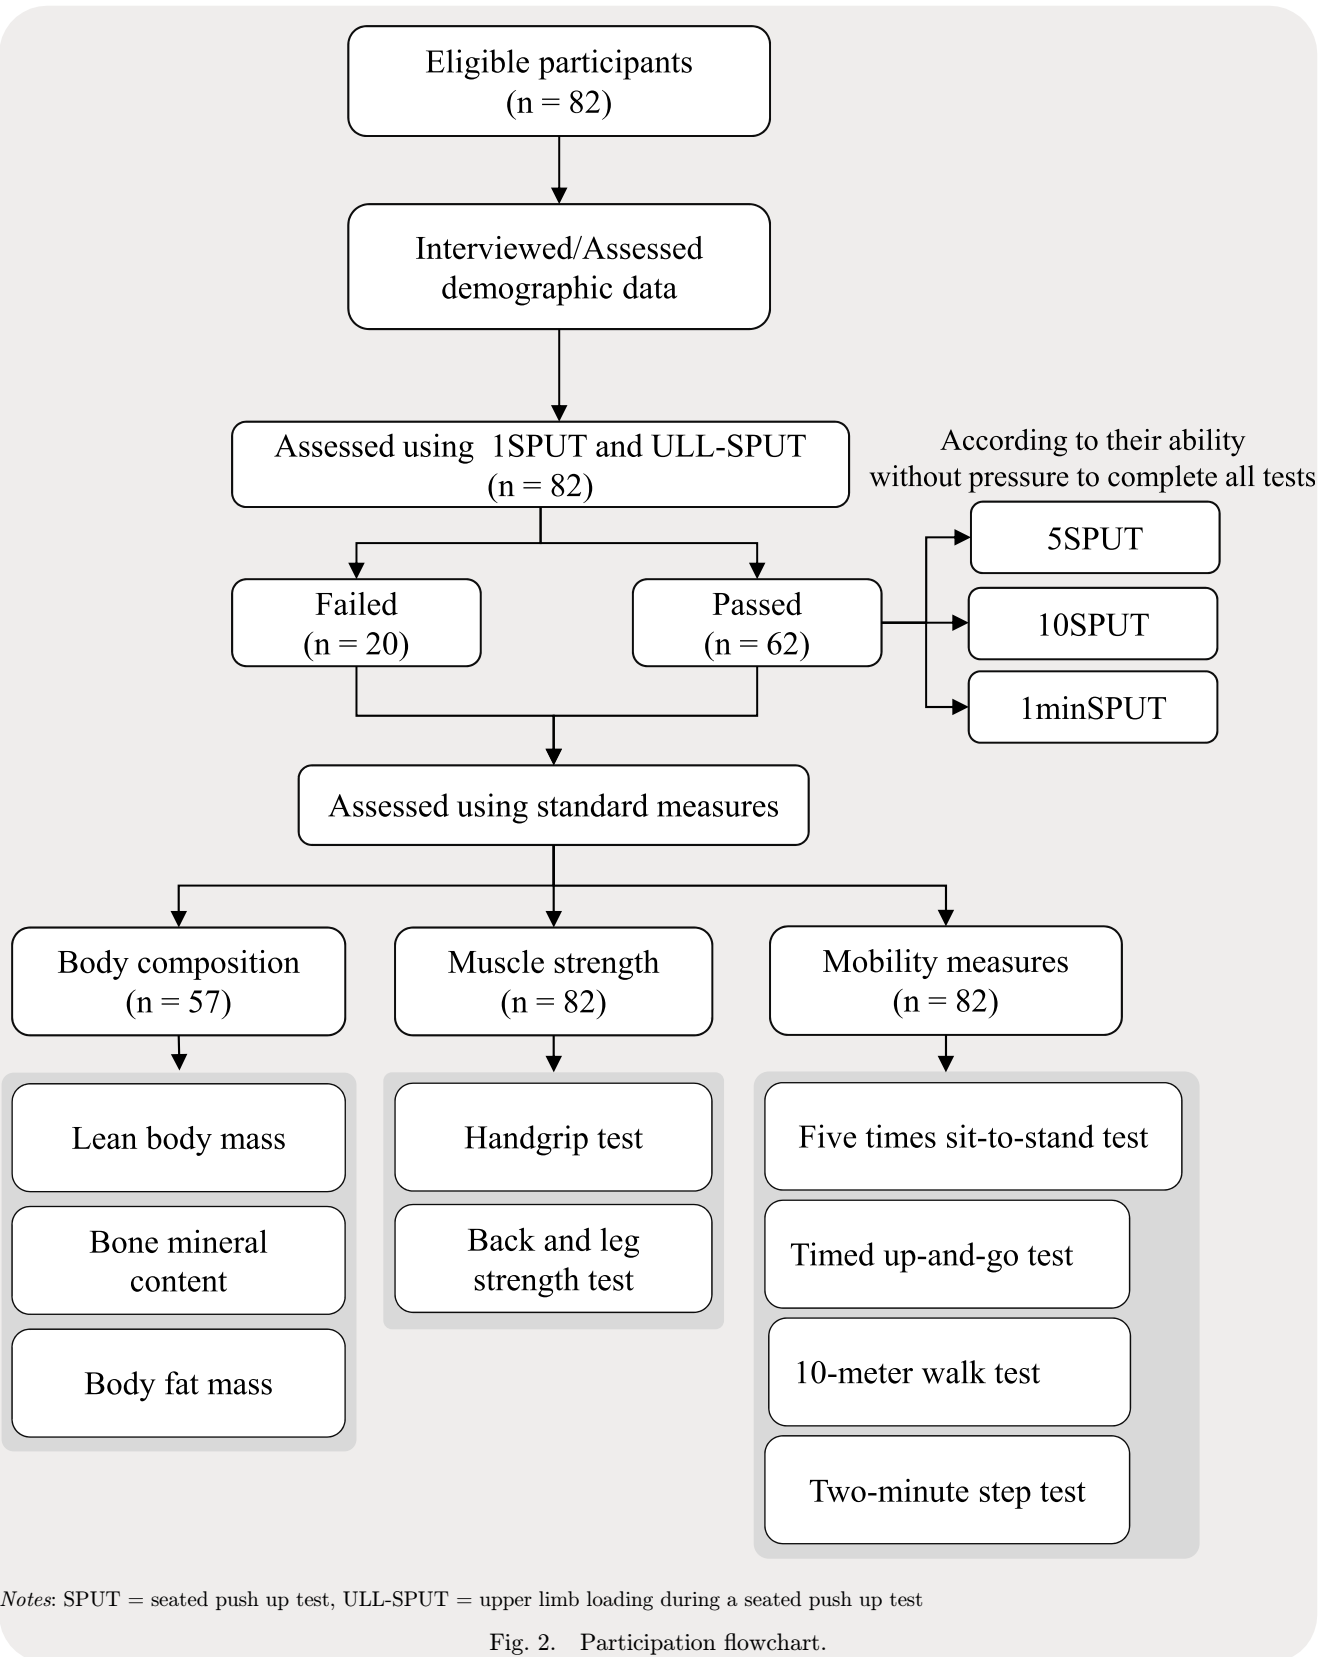 Eligible participants
(n = 82)
Interviewed/Assessed
demographic data
Assessed using 1SPUT and ULL-SPUT
(n = 82)
According to their ability
without pressure to complete all tests
5SPUT
10SPUT
1minSPUT
Failed
(n = 20)
Passed
(n = 62)
Assessed using standard measures
Body composition
(n = 57)
Muscle strength
(n = 82)
Mobility measures
(n = 82)
Lean body mass
Bone mineral
content
Body fat mass
Handgrip test
Back and leg
strength test
Five times sit-to-stand test
Timed up-and-go test
10-meter walk test
Two-minute step test
Notes: SPUT = seated push up test, ULL-SPUT = upper limb loading during a seated push up test
Fig. 2. Participation flowchart.